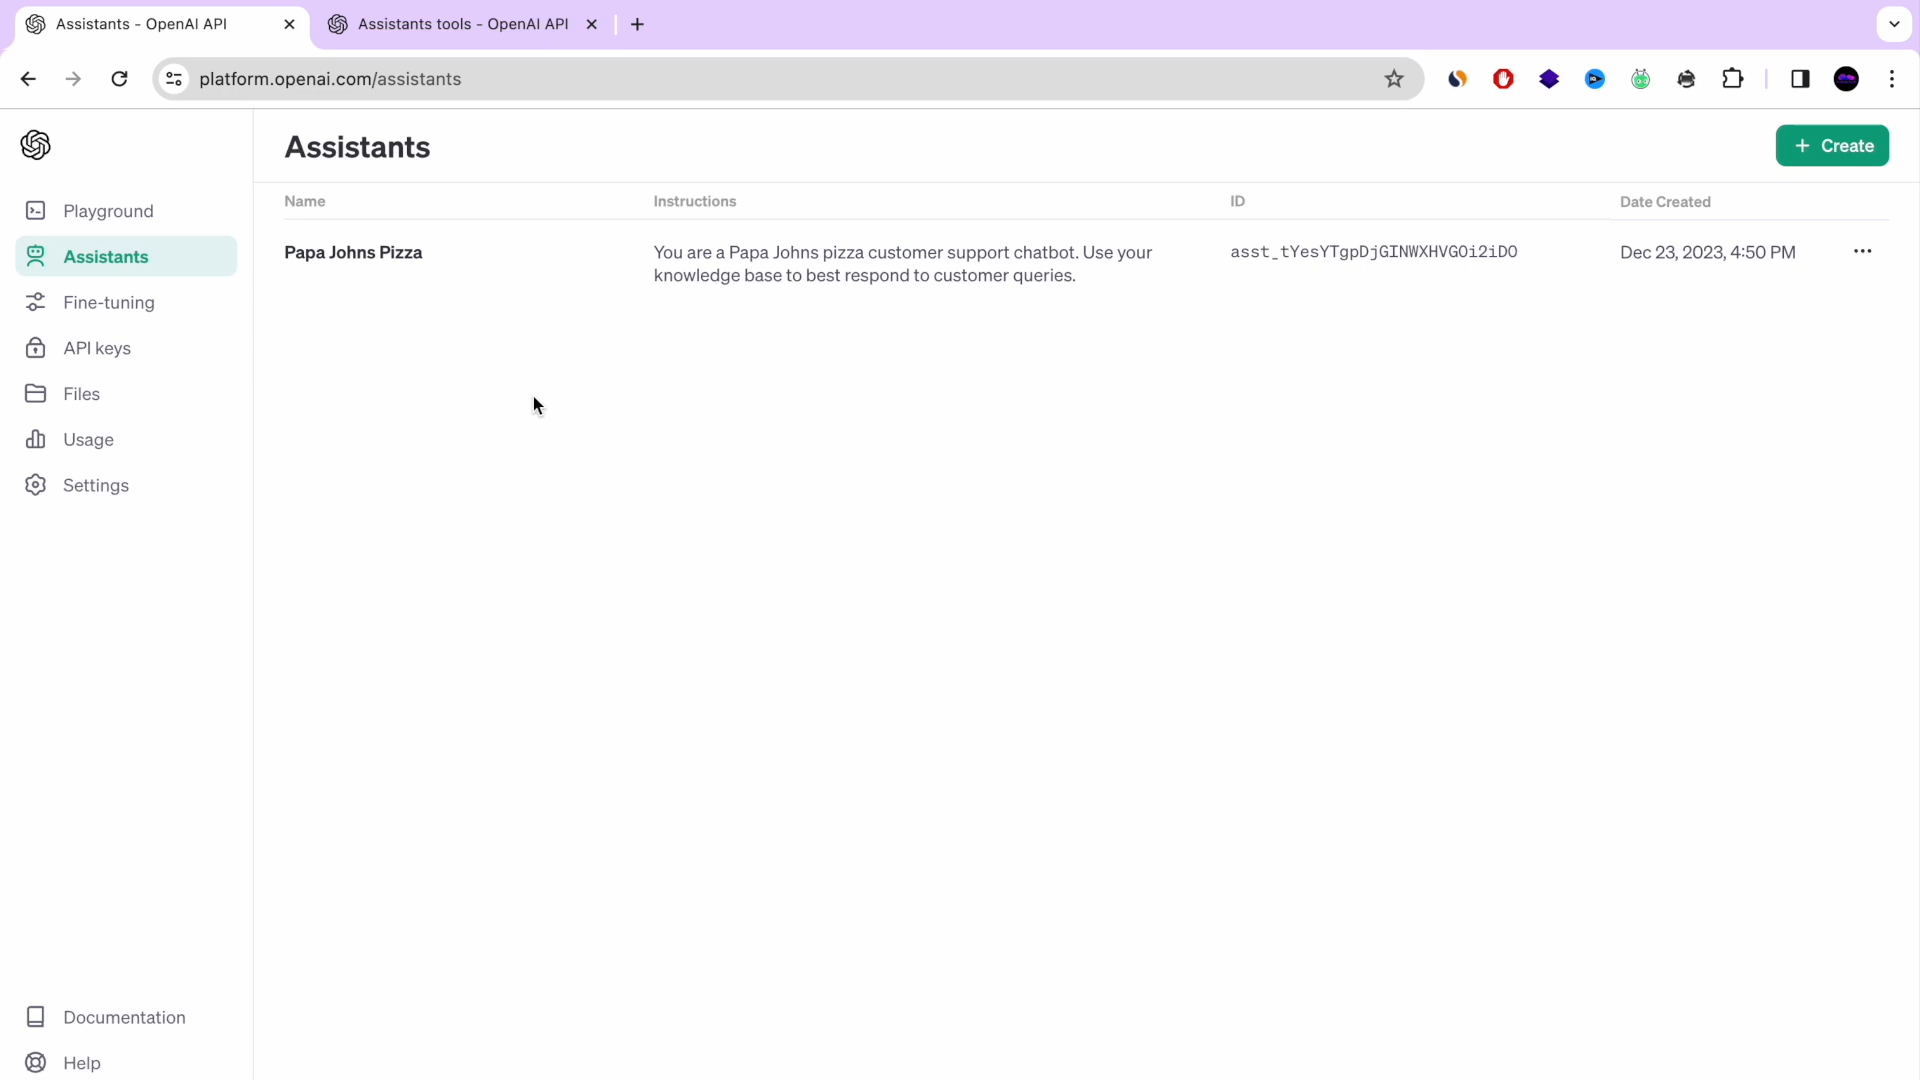 Assistants - OpenAI API
Assistants tools - OpenAI API
platform.openai.com/assistants
Assistants
+ Create
Playground
Assistants
Fine-tuning
API keys
Files
Usage
Settings
Documentation
Help
Name Instructions ID Date Created
Papa Johns Pizza You are a Papa Johns pizza customer support chatbot. Use your asst_tYesYTgpDjGINWXHVGOi2iDO Dec 23, 2023, 4:50 PM
knowledge base to best respond to customer queries.